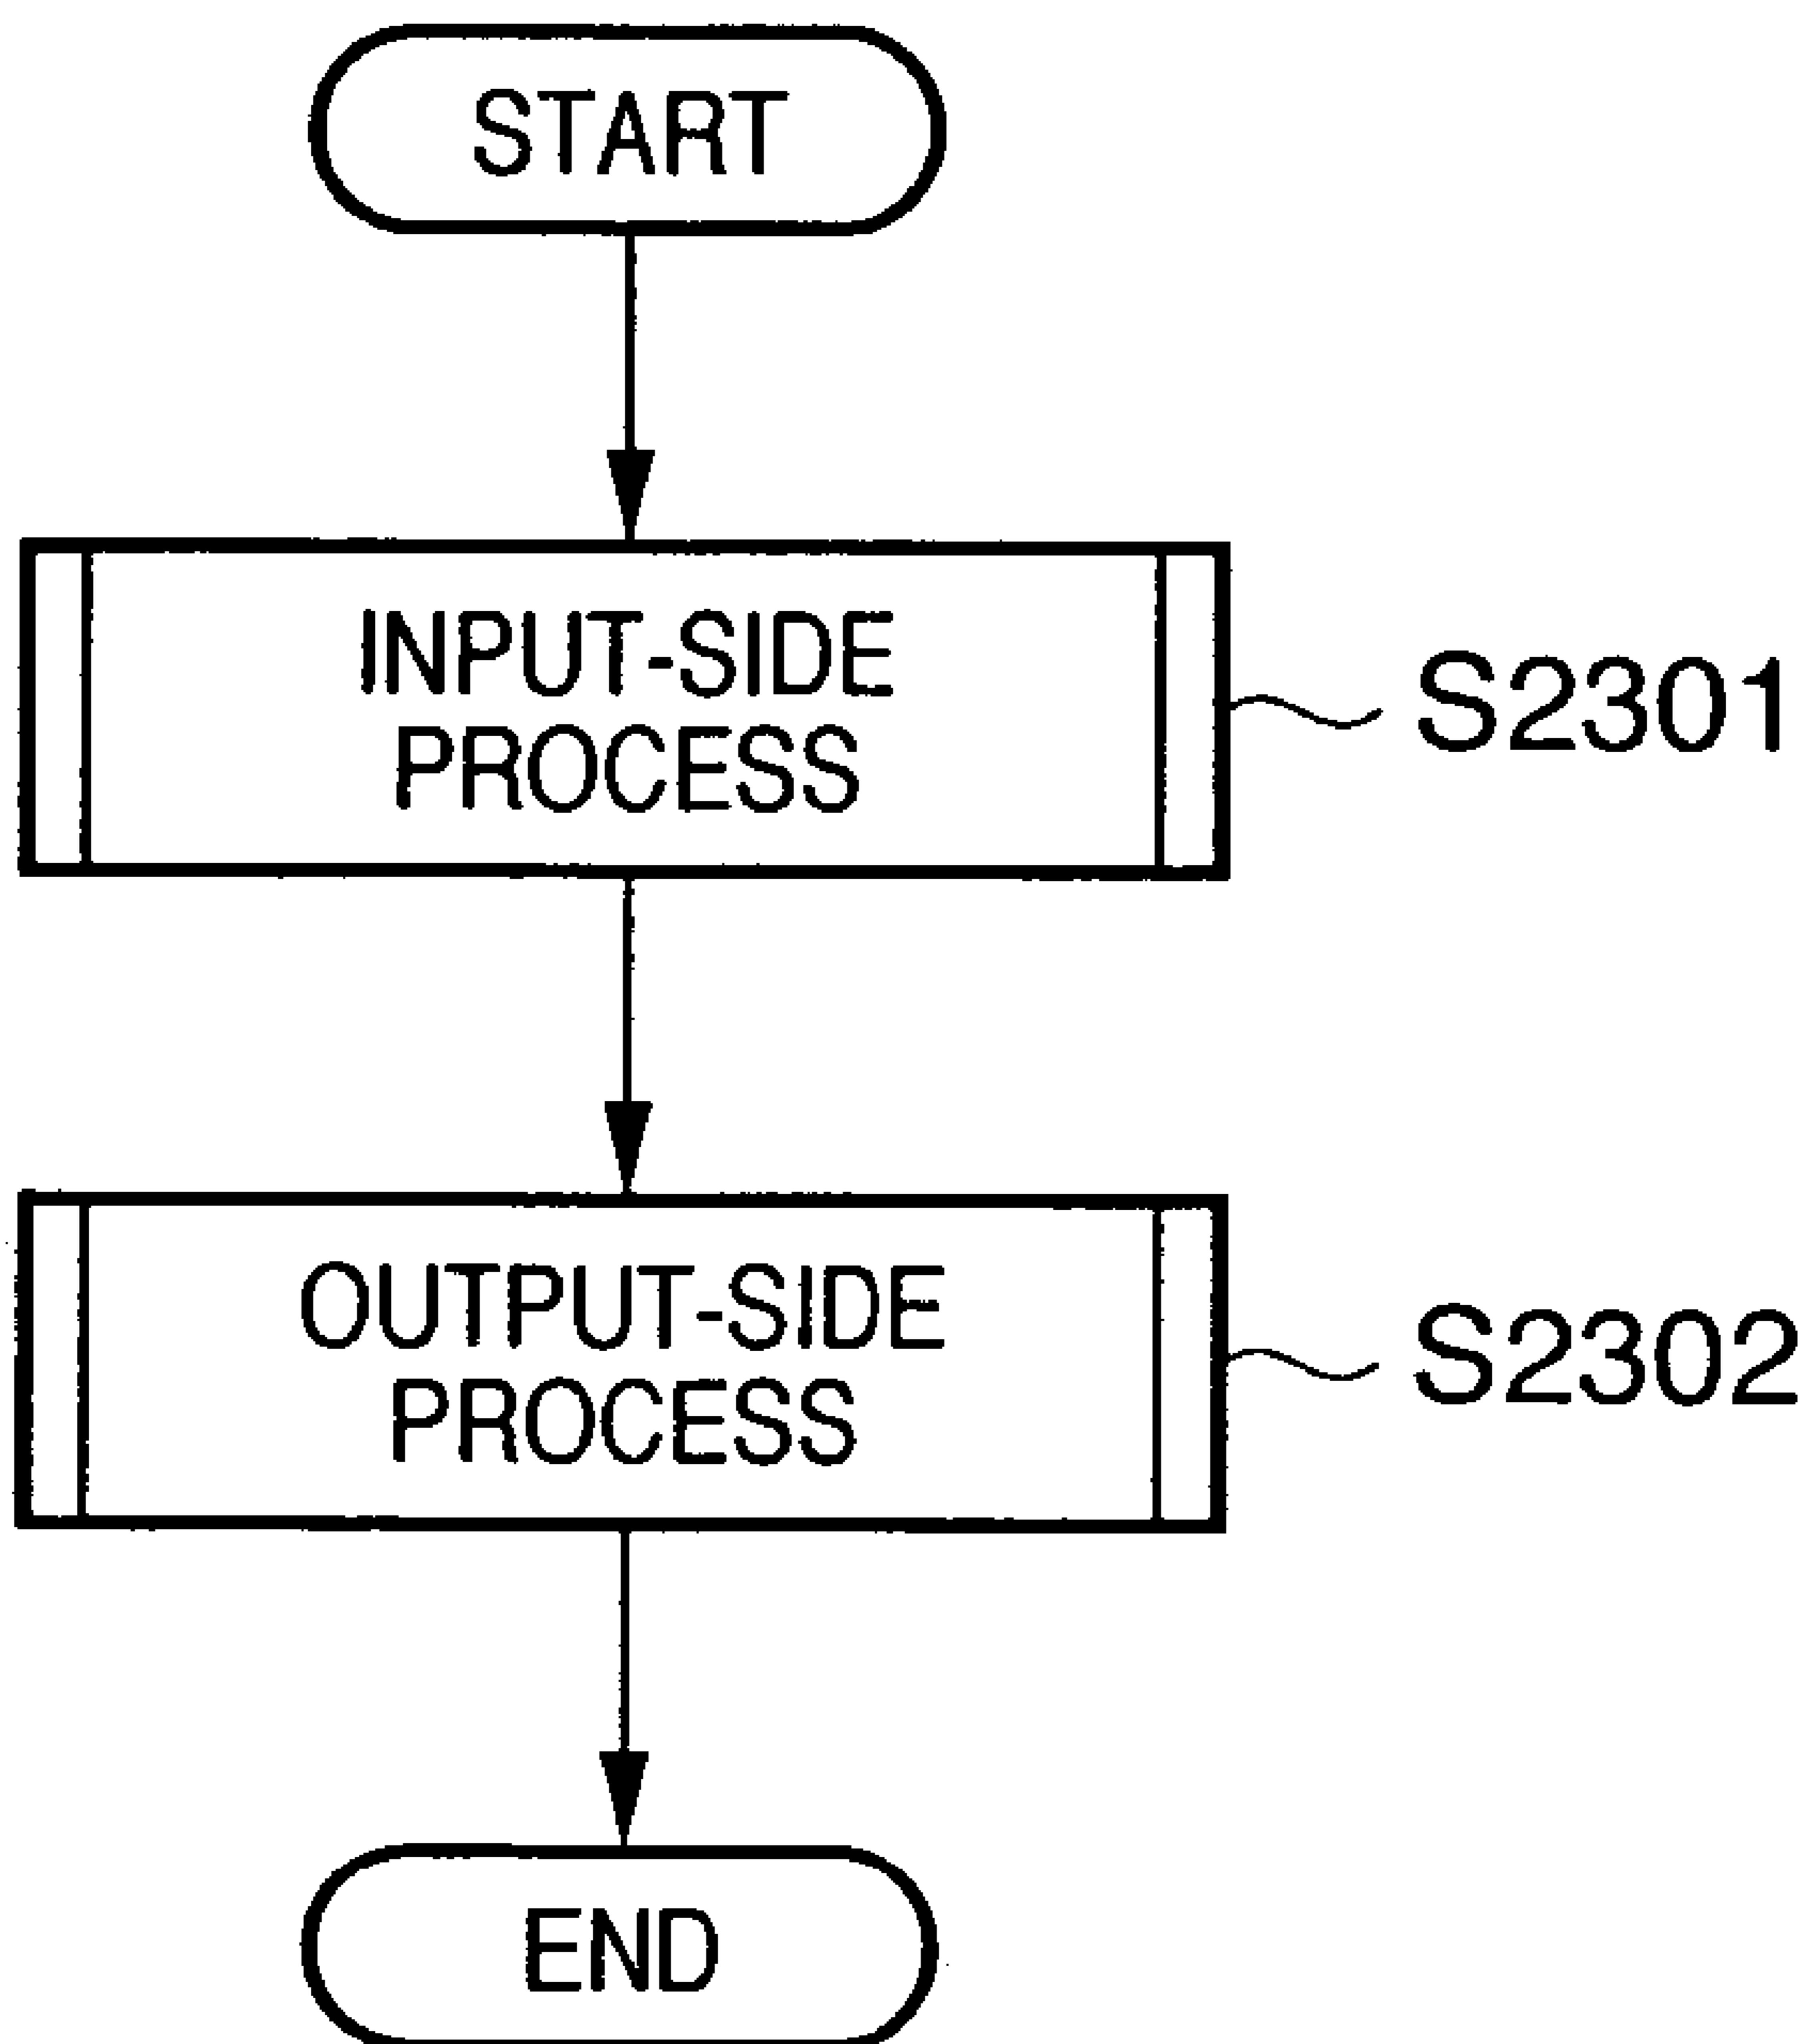 START
INPUT-SIDE
PROCESS
S2301
OUTPUT-SIDE
PROCESS
S2302
END